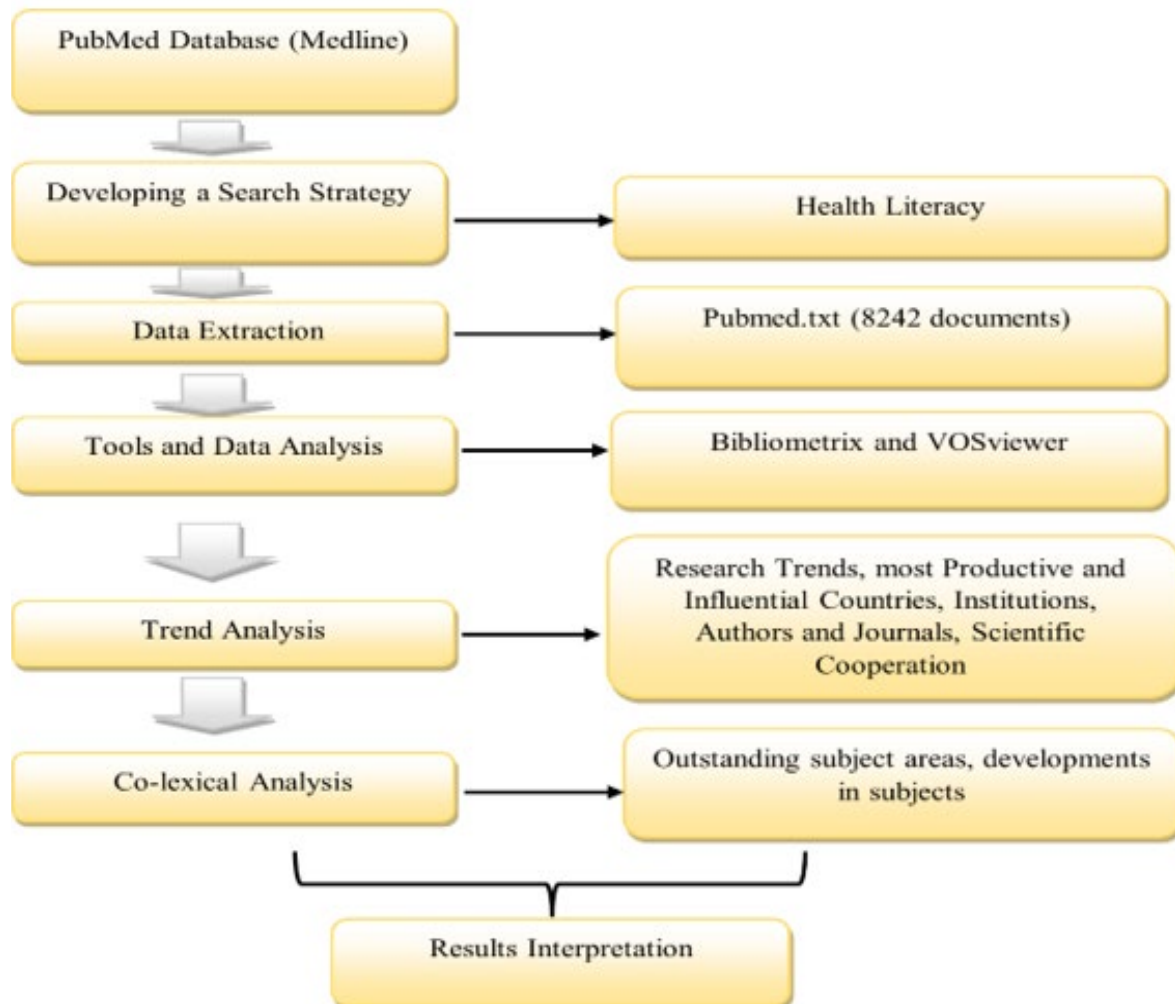 PubMed Database (Medline)
Developing a Search Strategy
Health Literacy
Data Extraction
Pubmed.txt (8242 documents)
Tools and Data Analysis
Bibliometrix and VOSviewer
Trend Analysis
Research Trends, most Productive and
Influential Countries, Institutions,
Authors and Journals, Scientific
Cooperation
Co-lexical Analysis
Outstanding subject areas, developments
in subjects
Results Interpretation